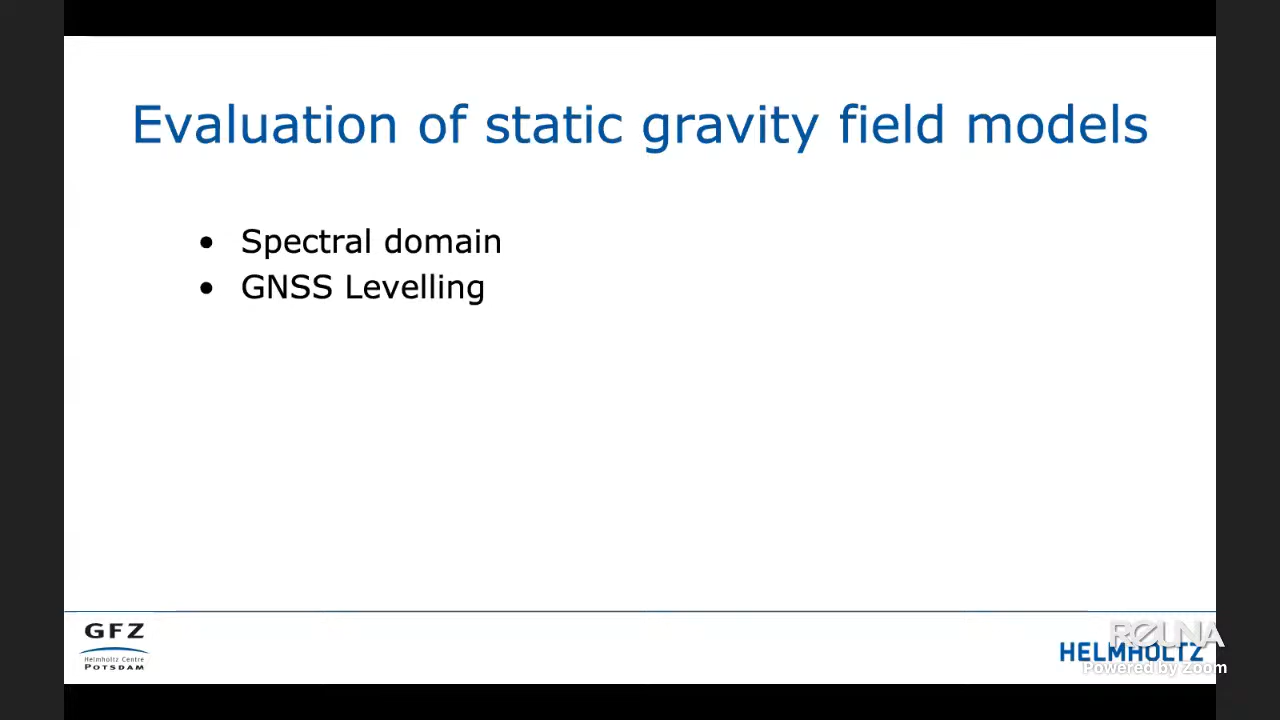 Evaluation of static gravity field models
• Spectral domain
• GNSS Levelling
GFZ
Helmholtz Centre
POTSDAM
HELMHOLTZ
Powered by Zoom